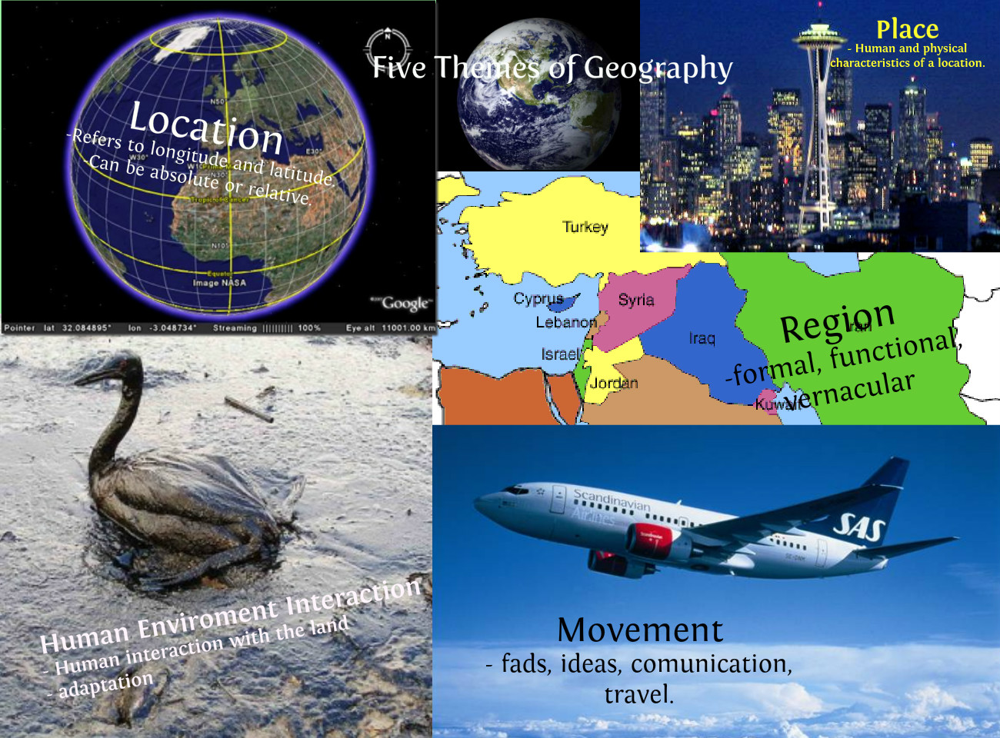 Five Themes of Geography
N
Location
-Refers to longitude and latitude.
-Can be absolute or relative.
N50
W30°
E30°
N30°
Tropic of Cancer
N10°
Equator
Image NASA
Google
Pointer lat 32.084895° lon -3.048734° Streaming |||||||||| 100% Eye alt 11001.00 km
Place
- Human and physical
characteristics of a location.
Turkey
Cyprus
Syria
Lebanon
Iraq
Iran
Israel
Jordan
Kuwait
Region
-formal, functional,
vernacular
Human Enviroment Interaction
- Human interaction with the land
- adaptation
Scandinavian
Airlines
SAS
Scandinavian
Movement
- fads, ideas, comunication,
travel.